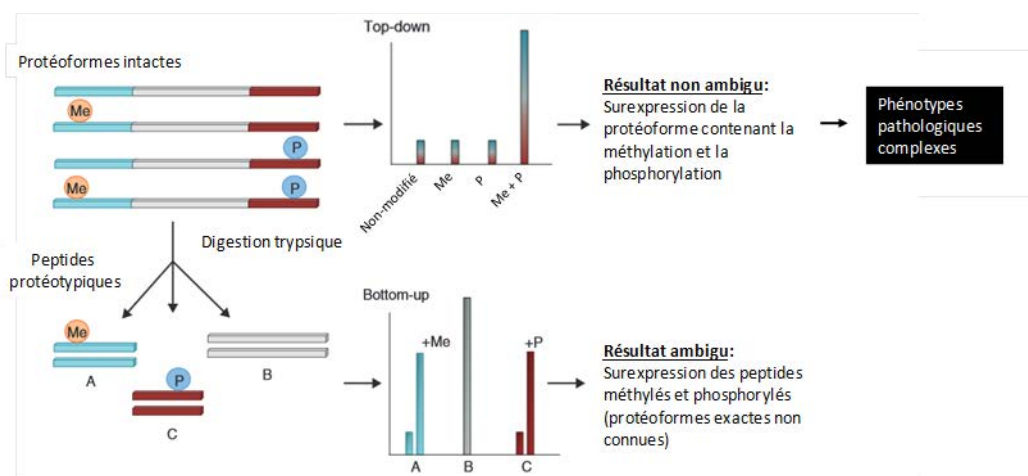 Top-down
Protéoformes intactes
Me
P
Me
P
Non-modifié
Me
P
Me + P
Résultat non ambigu:
Surexpression de la
protéoforme contenant la
méthylation et la
phosphorylation
Phénotypes
pathologiques
complexes
Digestion trypsique
Peptides
protéotypiques
Me
A
B
P
C
Bottom-up
+Me
+P
A
B
C
Résultat ambigu:
Surexpression des peptides
méthylés et phosphorylés
(protéoformes exactes non
connues)